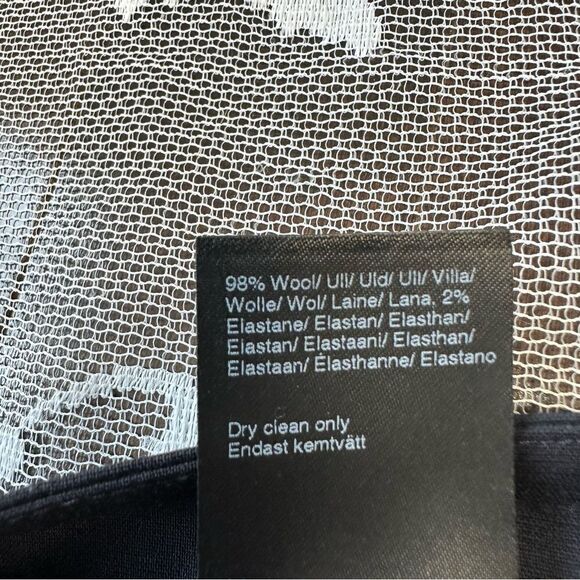 98% Wool/ Ull/ Uld/ Ull/ Villa/
Wolle/ Wol/ Laine/ Lana, 2%
Elastane/ Elastan/ Elasthan/
Elastan/ Elastaani/ Elasthan/
Elastaan/ Élasthanne/ Elastano
Dry clean only
Endast kemtvätt